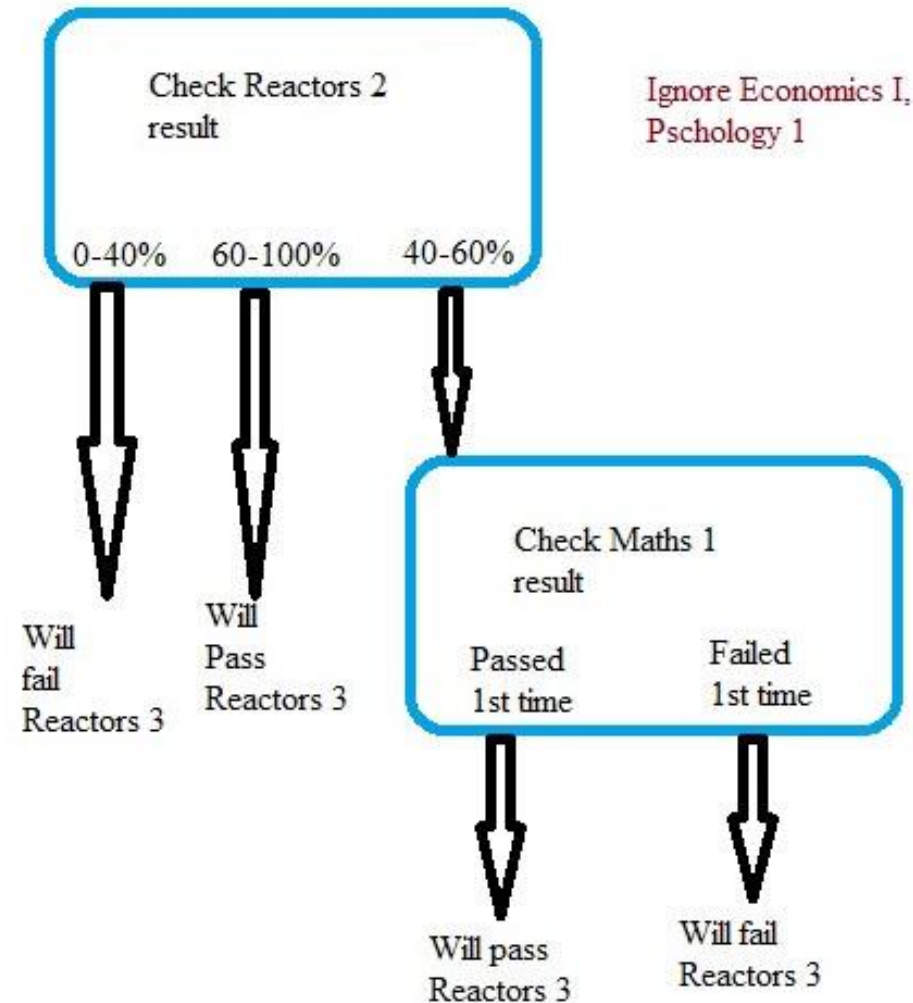 Check Reactors 2
result
Ignore Economics I,
Pschology 1
0-40%
60-100%
40-60%
Check Maths 1
result
Passed
1st time
Failed
1st time
Will
fail
Reactors 3
Will
Pass
Reactors 3
Will pass
Reactors 3
Will fail
Reactors 3